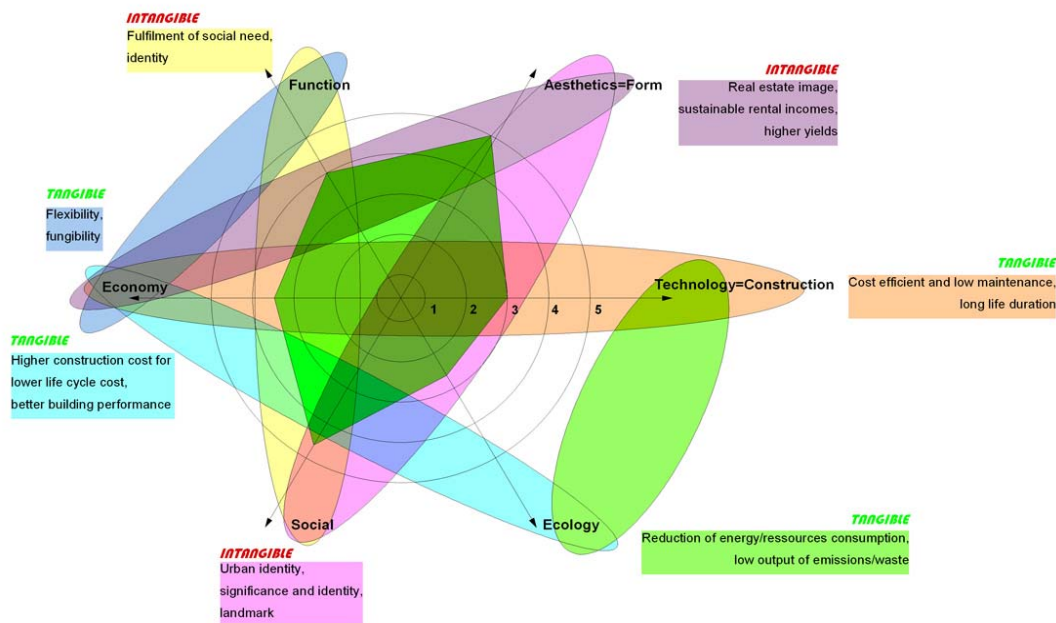 INTANGIBLE
Fulfilment of social need,
identity
Function
Aesthetics=Form
INTANGIBLE
Real estate image,
sustainable rental incomes,
higher yields
TANGIBLE
Flexibility,
fungibility
Economy
1 2 3 4 5
Technology=Construction
TANGIBLE
Cost efficient and low maintenance,
long life duration
TANGIBLE
Higher construction cost for
lower life cycle cost,
better building performance
Social
Ecology
TANGIBLE
Reduction of energy/ressources consumption,
low output of emissions/waste
INTANGIBLE
Urban identity,
significance and identity,
landmark